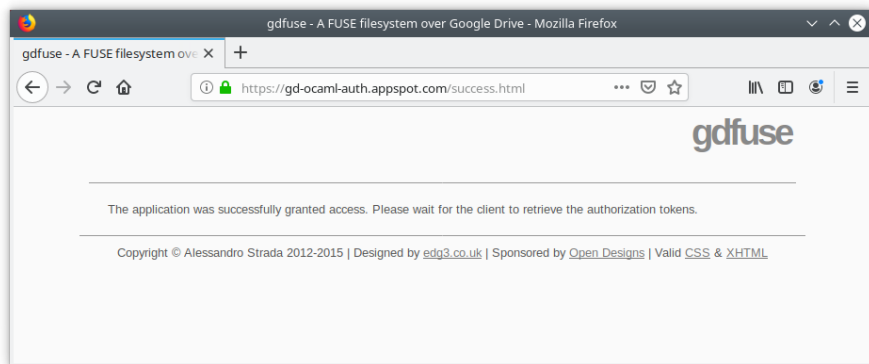 gdfuse - A FUSE filesystem over Google Drive - Mozilla Firefox
gdfuse - A FUSE filesystem ove
https://gd-ocaml-auth.appspot.com/success.html
gdfuse
The application was successfully granted access. Please wait for the client to retrieve the authorization tokens.
Copyright © Alessandro Strada 2012-2015 | Designed by edg3.co.uk | Sponsored by Open Designs | Valid CSS & XHTML